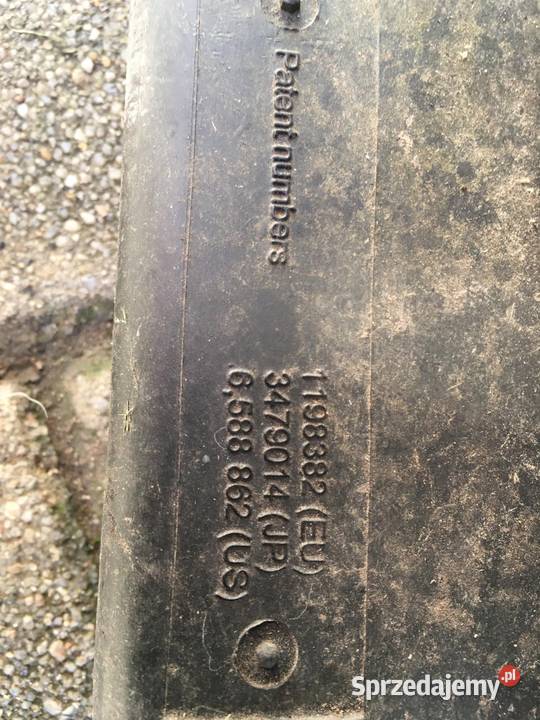 Patent numbers
1198382 (EU)
3479014 (JP)
6,588 862 (US)
Sprzedajemy.pl